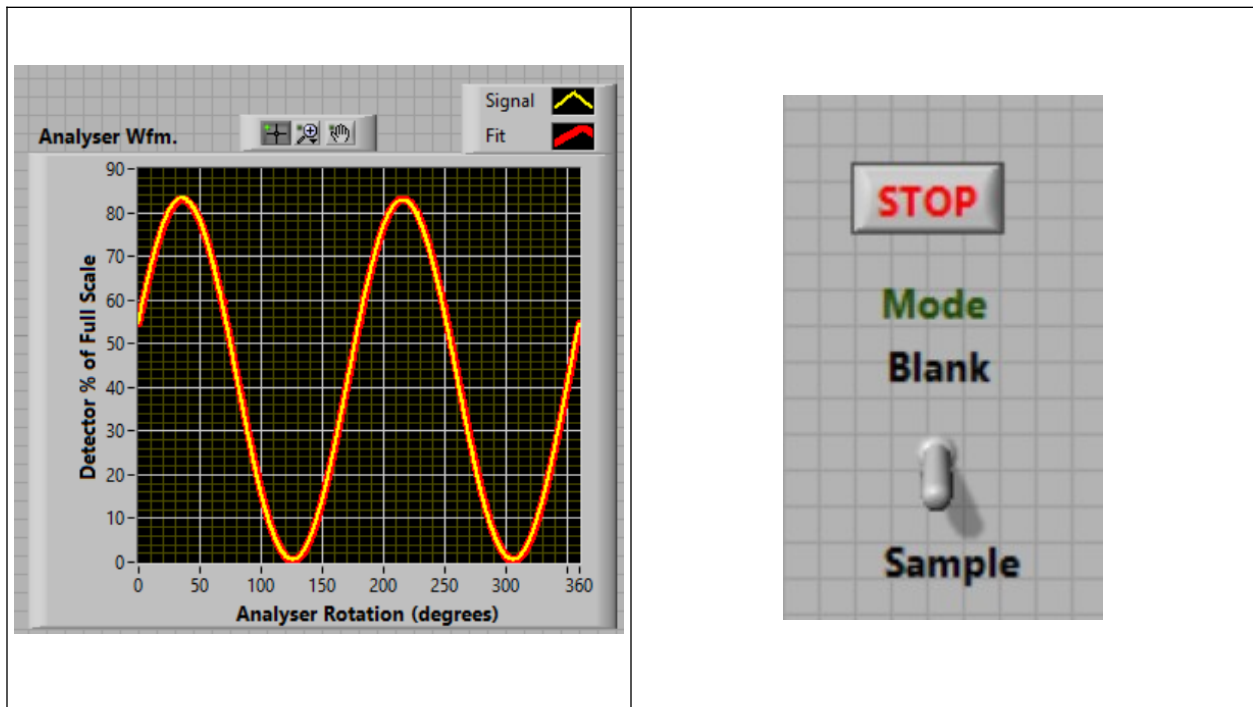 Signal
Fit
Analyser Wfm.
90
80
70
60
50
40
30
20
10
0
Detector % of Full Scale
0 50 100 150 200 250 300 360
Analyser Rotation (degrees)
STOP
Mode
Blank
Sample